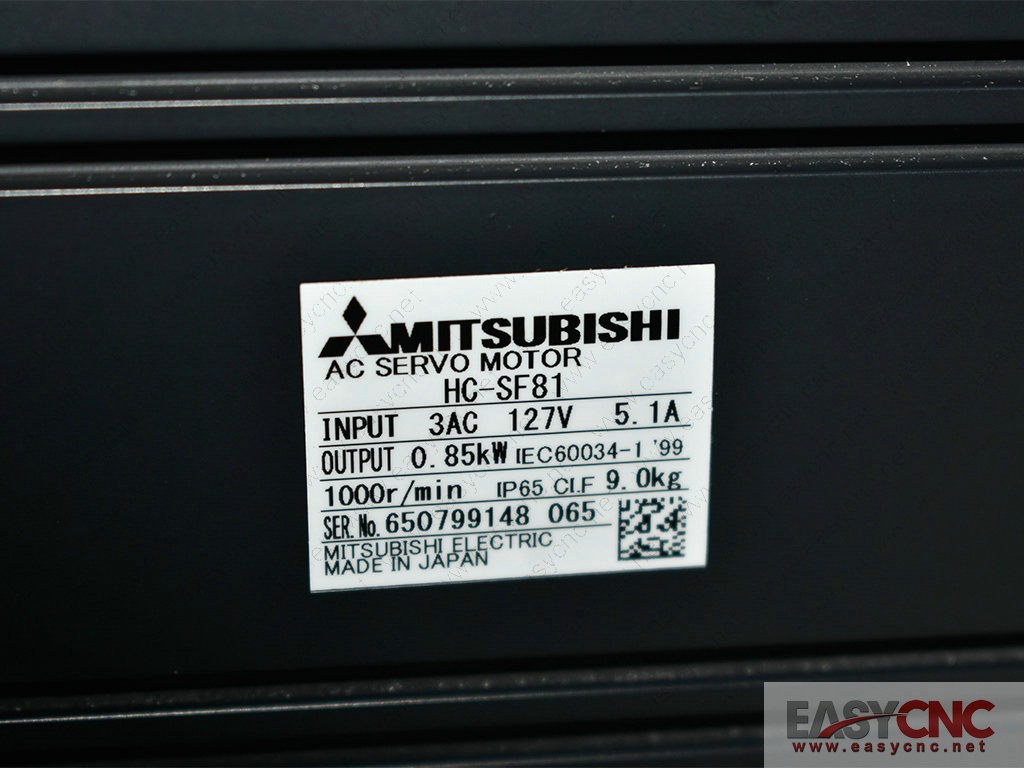 MITSUBISHI
AC SERVO MOTOR
HC-SF81
INPUT 3AC 127V 5.1A
OUTPUT 0.85kW IEC60034-1 '99
1000r/min IP65 CI.F 9.0kg
SER.No. 650799148 065
MITSUBISHI ELECTRIC
MADE IN JAPAN
EASYCNC
www.easycnc.net